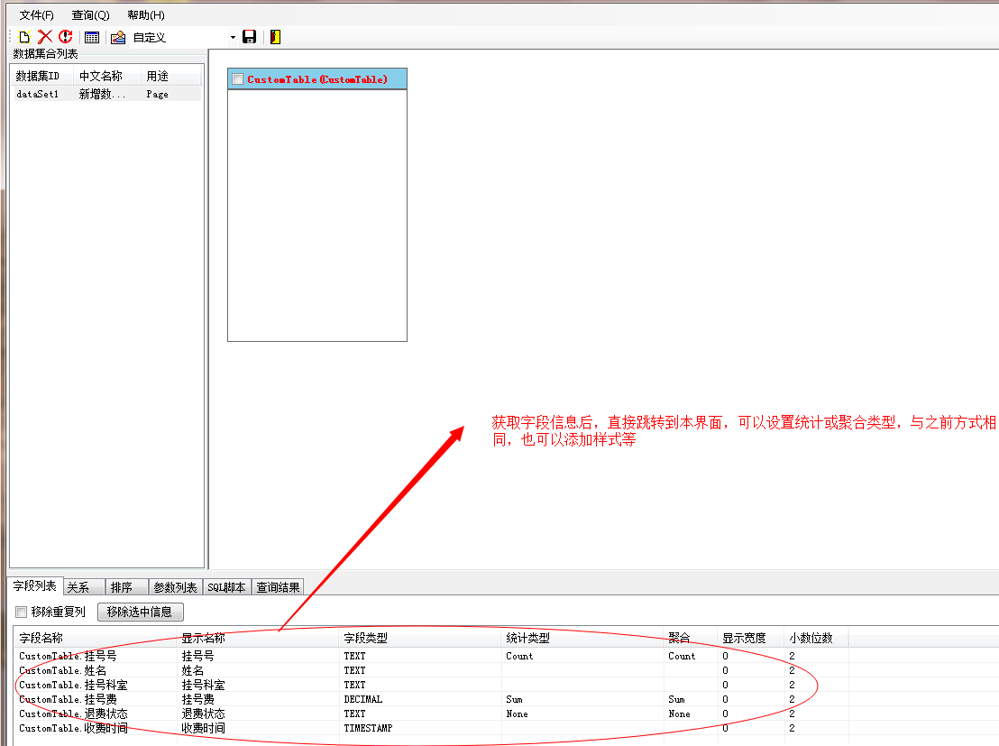 文件(F) 查询(Q) 帮助(H)
自定义
数据集合列表
数据集ID 中文名称 用途
dataSet1 新增数... Page
CustomTable(CustomTable)
获取字段信息后，直接跳转到本界面，可以设置统计或聚合类型，与之前方式相
同，也可以添加样式等
字段列表 关系 排序 参数列表 SQL脚本 查询结果
移除重复列 移除选中信息
字段名称 显示名称 字段类型 统计类型 聚合 显示宽度 小数位数
CustomTable.挂号号 挂号号 TEXT Count Count 0 2
CustomTable.姓名 姓名 TEXT 0 2
CustomTable.挂号科室 挂号科室 TEXT 0 2
CustomTable.挂号费 挂号费 DECIMAL Sum Sum 0 2
CustomTable.退费状态 退费状态 TEXT None None 0 2
CustomTable.收费时间 收费时间 TIMESTAMP 0 2